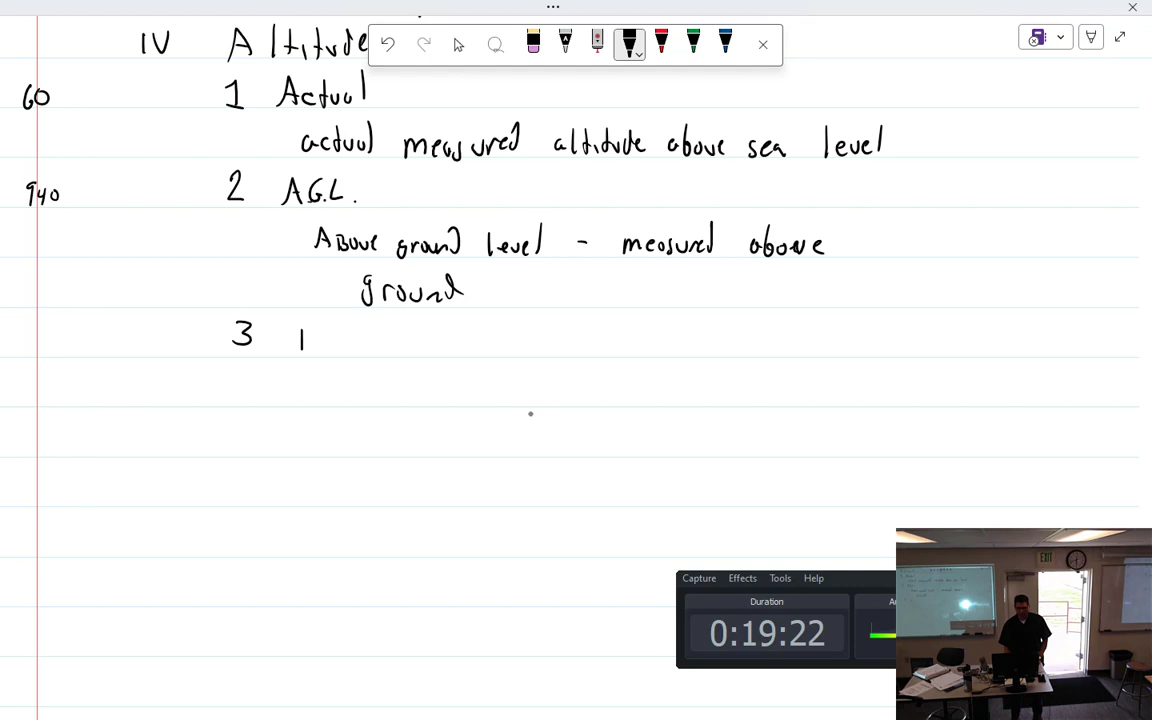 IV Altitude
60 1 Actual
actual measured altitude above sea level
940 2 A.G.L.
Above ground level - measured above
ground
3 I
Capture Effects Tools Help
Duration
0:19:22
EXIT